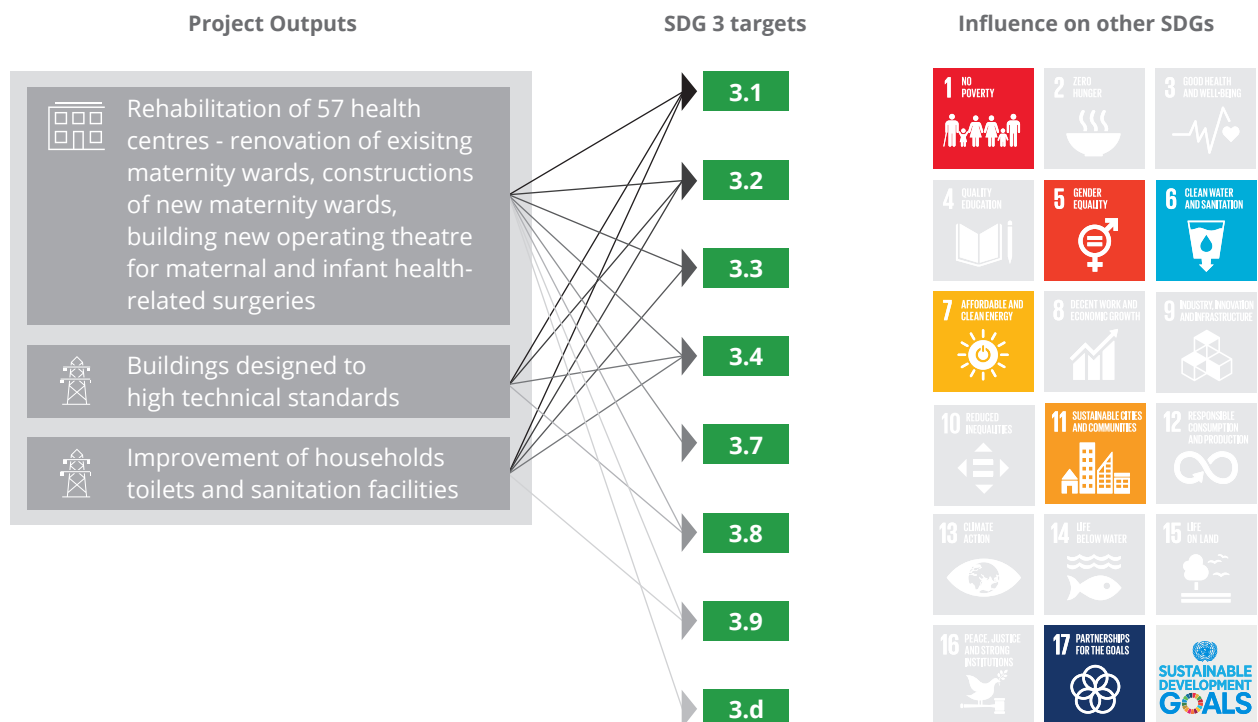 Project Outputs
SDG 3 targets
Influence on other SDGs
Rehabilitation of 57 health
centres - renovation of exisitng
maternity wards, constructions
of new maternity wards,
building new operating theatre
for maternal and infant health-
related surgeries
Buildings designed to
high technical standards
Improvement of households
toilets and sanitation facilities
3.1
3.2
3.3
3.4
3.7
3.8
3.9
3.d
1 NO
POVERTY
2 ZERO
HUNGER
3 GOOD HEALTH
AND WELL-BEING
4 QUALITY
EDUCATION
5 GENDER
EQUALITY
6 CLEAN WATER
AND SANITATION
7 AFFORDABLE AND
CLEAN ENERGY
8 DECENT WORK AND
ECONOMIC GROWTH
9 INDUSTRY, INNOVATION
AND INFRASTRUCTURE
10 REDUCED
INEQUALITIES
11 SUSTAINABLE CITIES
AND COMMUNITIES
12 RESPONSIBLE
CONSUMPTION
AND PRODUCTION
13 CLIMATE
ACTION
14 LIFE
BELOW WATER
15 LIFE
ON LAND
16 PEACE, JUSTICE
AND STRONG
INSTITUTIONS
17 PARTNERSHIPS
FOR THE GOALS
SUSTAINABLE
DEVELOPMENT
GOALS